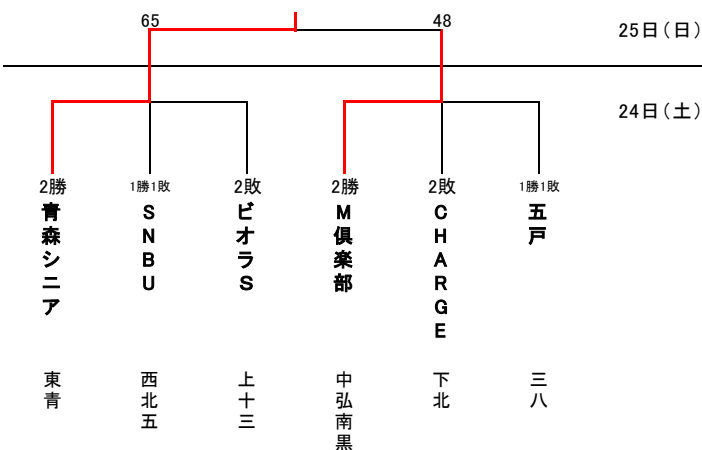 65
48
25日（日）
24日（土）
2勝
1勝1敗
2敗
2勝
2敗
1勝1敗
青森シニア
SNBU
ビオラS
M倶楽部
CHARGE
五戸
東青
西北五
上十三
中弘南黒
下北
三八